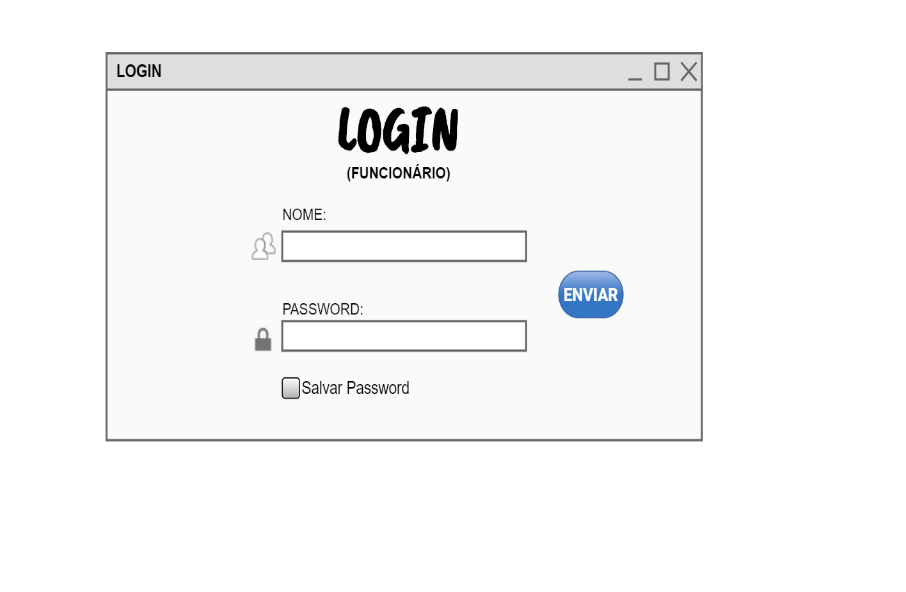 LOGIN
LOGIN
(FUNCIONÁRIO)
NOME:
ENVIAR
PASSWORD:
Salvar Password